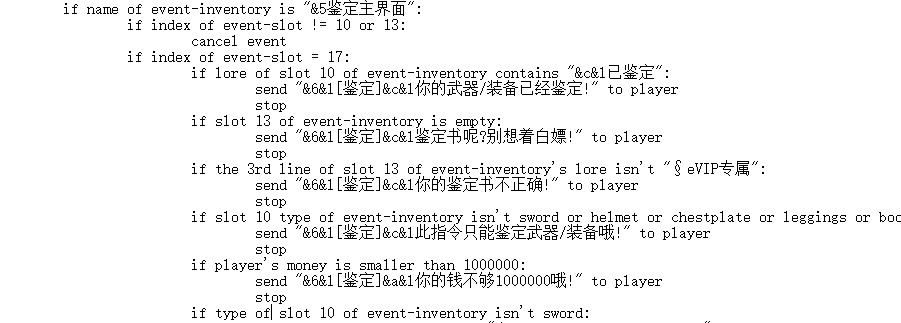 if name of event-inventory is "&5鉴定主界面":
if index of event-slot != 10 or 13:
cancel event
if index of event-slot = 17:
if lore of slot 10 of event-inventory contains "&c&1已鉴定":
send "&6&1[鉴定]&c&1你的武器/装备已经鉴定!" to player
stop
if slot 13 of event-inventory is empty:
send "&6&1[鉴定]&c&1鉴定书呢?别想着白嫖!" to player
stop
if the 3rd line of slot 13 of event-inventory's lore isn't "§eVIP专属":
send "&6&1[鉴定]&c&1你的鉴定书不正确!" to player
stop
if slot 10 type of event-inventory isn't sword or helmet or chestplate or leggings or boo
send "&6&1[鉴定]&c&1此指令只能鉴定武器/装备哦!" to player
stop
if player's money is smaller than 1000000:
send "&6&1[鉴定]&a&1你的钱不够1000000哦!" to player
stop
if type of slot 10 of event-inventory isn't sword: